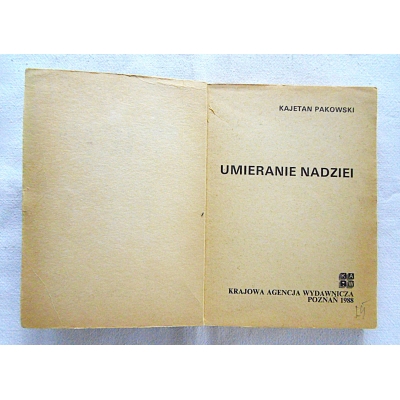 KAJETAN PAKOWSKI
UMIERANIE NADZIEI
KRAJOWA AGENCJA WYDAWNICZA
POZNAŃ 1988